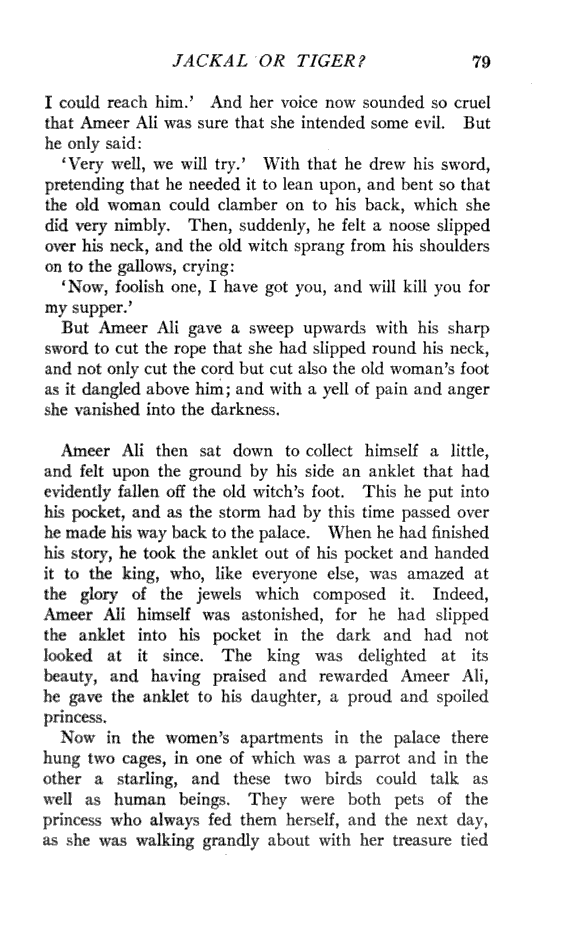 JACKAL OR TIGER? 79
I could reach him.' And her voice now sounded so cruel
that Ameer Ali was sure that she intended some evil. But
he only said:
'Very well, we will try.' With that he drew his sword,
pretending that he needed it to lean upon, and bent so that
the old woman could clamber on to his back, which she
did very nimbly. Then, suddenly, he felt a noose slipped
over his neck, and the old witch sprang from his shoulders
on to the gallows, crying:
'Now, foolish one, I have got you, and will kill you for
my supper.'
But Ameer Ali gave a sweep upwards with his sharp
sword to cut the rope that she had slipped round his neck,
and not only cut the cord but cut also the old woman's foot
as it dangled above him; and with a yell of pain and anger
she vanished into the darkness.
Ameer Ali then sat down to collect himself a little,
and felt upon the ground by his side an anklet that had
evidently fallen off the old witch's foot. This he put into
his pocket, and as the storm had by this time passed over
he made his way back to the palace. When he had finished
his story, he took the anklet out of his pocket and handed
it to the king, who, like everyone else, was amazed at
the glory of the jewels which composed it. Indeed,
Ameer Ali himself was astonished, for he had slipped
the anklet into his pocket in the dark and had not
looked at it since. The king was delighted at its
beauty, and having praised and rewarded Ameer Ali,
he gave the anklet to his daughter, a proud and spoiled
princess.
Now in the women's apartments in the palace there
hung two cages, in one of which was a parrot and in the
other a starling, and these two birds could talk as
well as human beings. They were both pets of the
princess who always fed them herself, and the next day,
as she was walking grandly about with her treasure tied